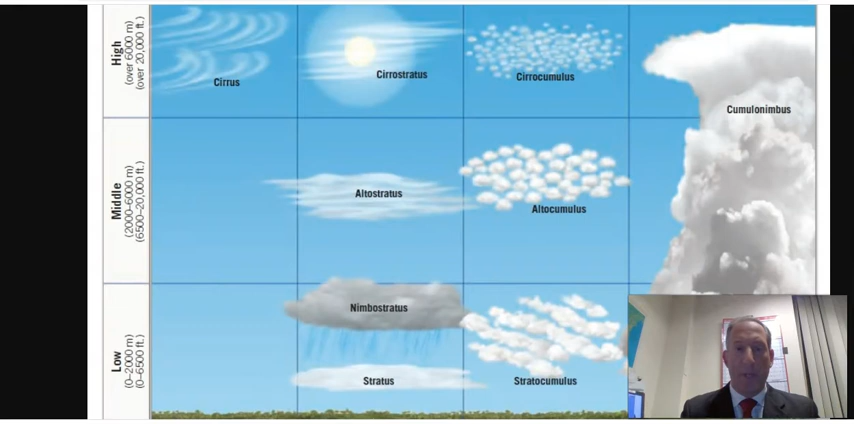 High
(over 6000 m)
(over 20,000 ft.)
Cirrus
Cirrostratus
Cirrocumulus
Cumulonimbus
Middle
(2000–6000 m)
(6500–20,000 ft.)
Altostratus
Altocumulus
Low
(0–2000 m)
(0–6500 ft.)
Nimbostratus
Stratus
Stratocumulus